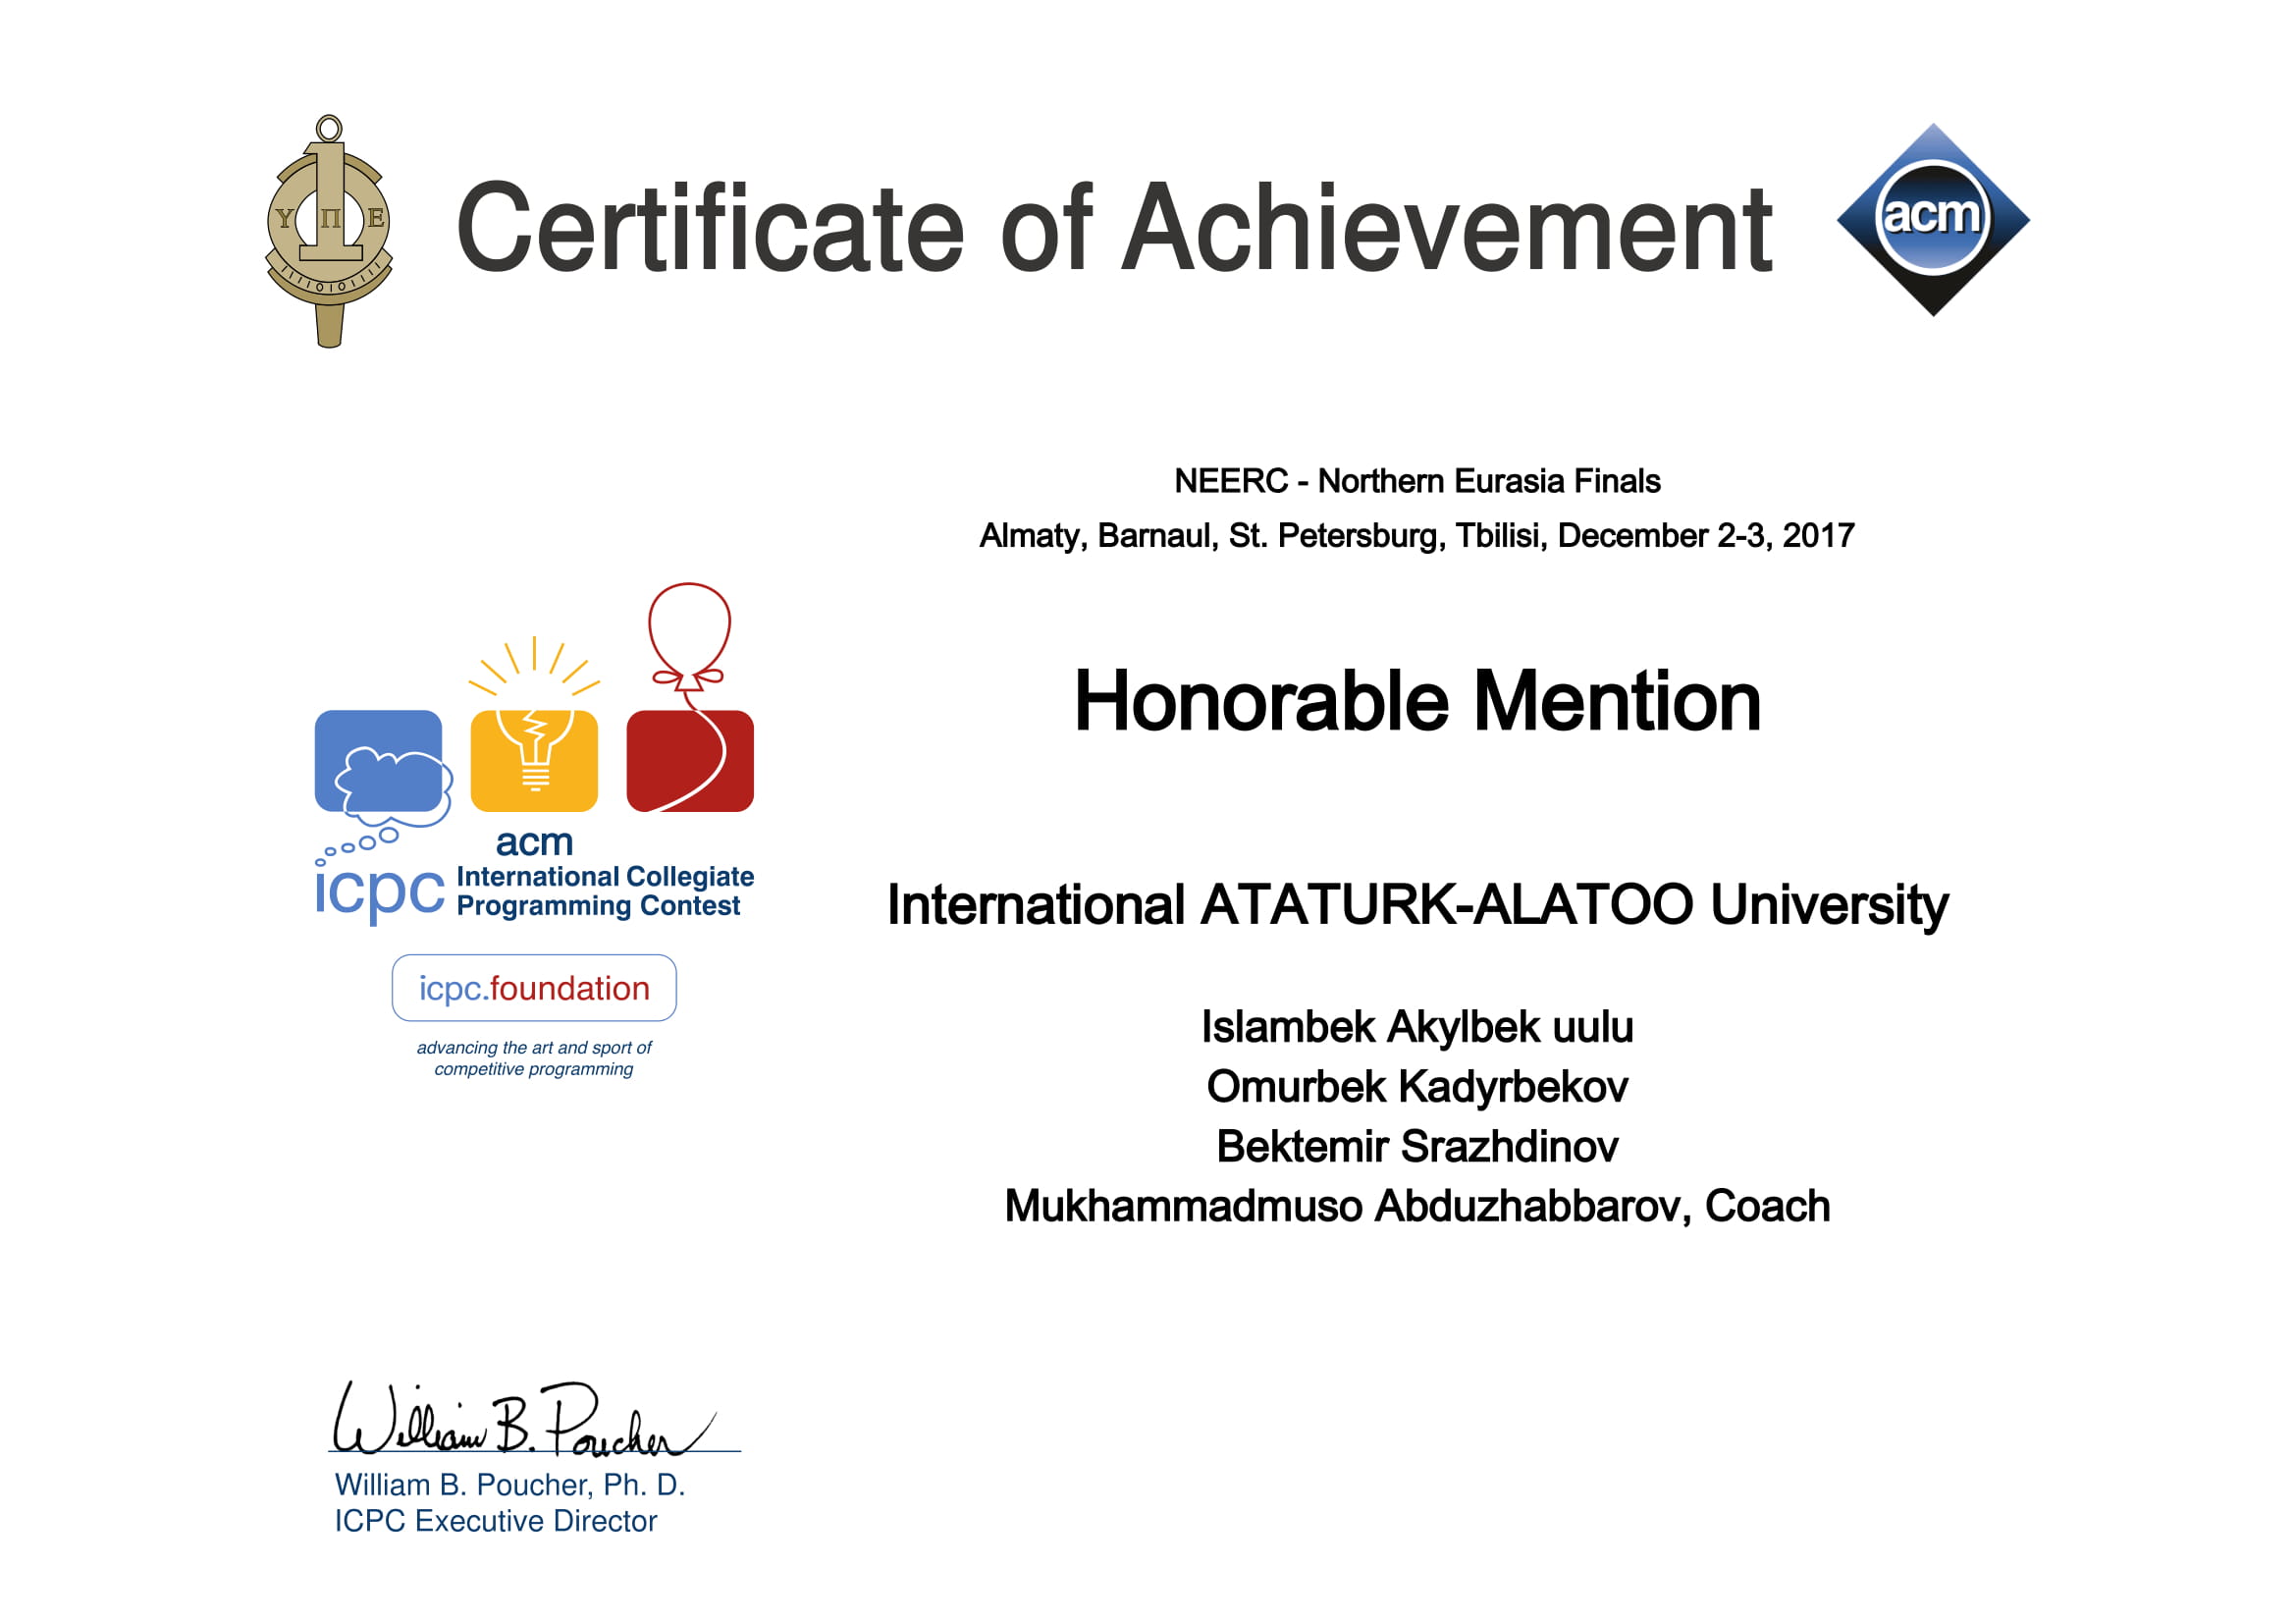 Υ Π Ε
Certificate of Achievement
acm
NEERC - Northern Eurasia Finals
Almaty, Barnaul, St. Petersburg, Tbilisi, December 2-3, 2017
Honorable Mention
acm
icpc International Collegiate
Programming Contest
International ATATURK-ALATOO University
icpc.foundation
advancing the art and sport of
competitive programming
Islambek Akylbek uulu
Omurbek Kadyrbekov
Bektemir Srazhdinov
Mukhammadmuso Abduzhabbarov, Coach
William B. Poucher
William B. Poucher, Ph. D.
ICPC Executive Director